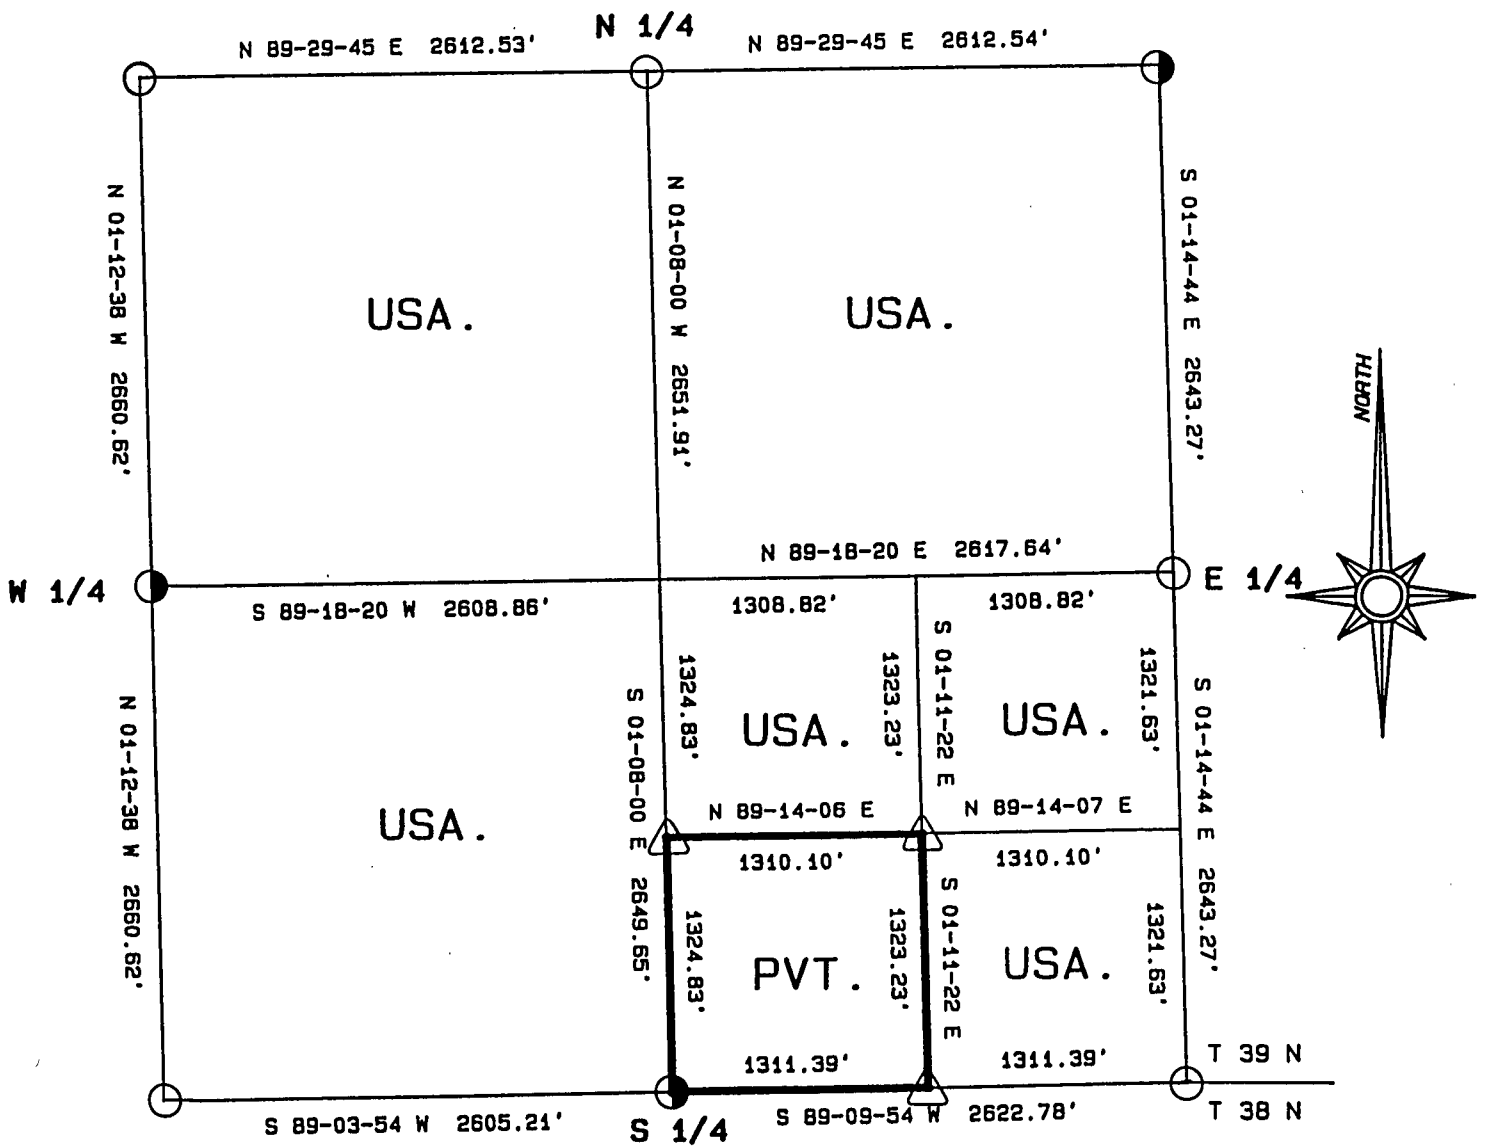 N 1/4
N 89-29-45 E 2612.53'
N 89-29-45 E 2612.54'
N 01-12-38 W 2660.62'
N 01-08-00 W 2651.91'
S 01-14-44 E 2643.27'
USA.
USA.
NORTH
N 89-18-20 E 2617.64'
W 1/4
E 1/4
S 89-18-20 W 2608.86'
1308.82'
1308.82'
N 01-12-38 W 2660.62'
S 01-08-00 E 2649.65'
1324.83'
1323.23'
S 01-11-22 E
1321.63'
S 01-14-44 E 2643.27'
USA.
USA.
USA.
N 89-14-06 E
N 89-14-07 E
1310.10'
1310.10'
1324.83'
1323.23'
S 01-11-22 E
1321.63'
PVT.
USA.
1311.39'
1311.39'
T 39 N
S 89-03-54 W 2605.21'
S 1/4
S 89-09-54 W 2622.78'
T 38 N